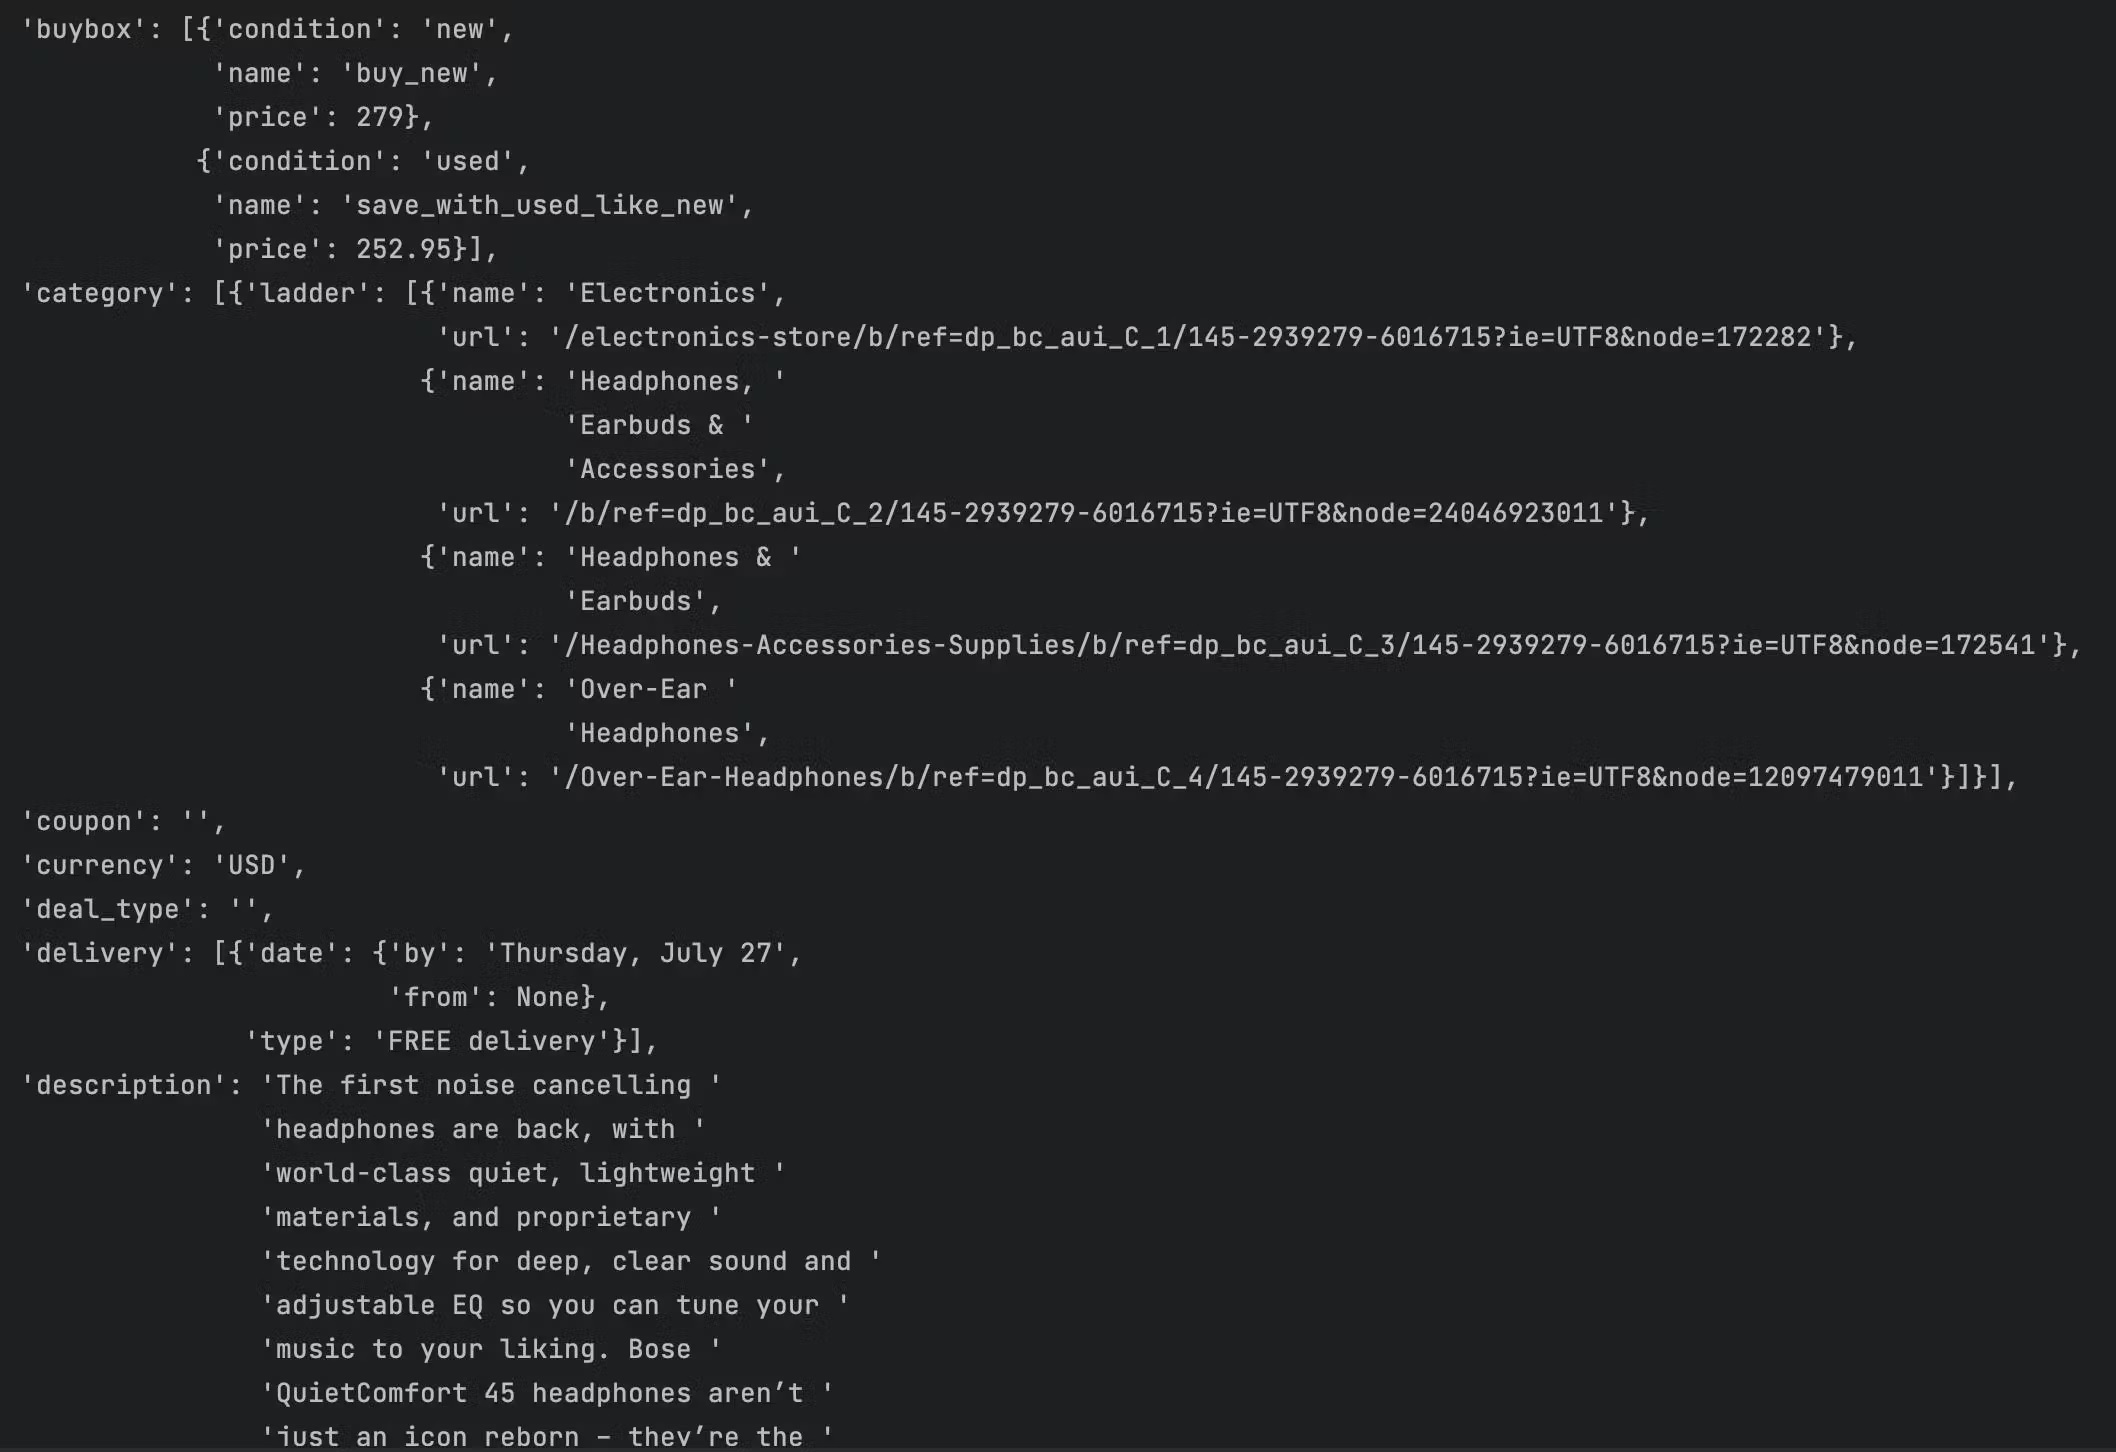 'buybox': [{'condition': 'new',
'name': 'buy_new',
'price': 279},
{'condition': 'used',
'name': 'save_with_used_like_new',
'price': 252.95}],
'category': [{'ladder': [{'name': 'Electronics',
'url': '/electronics-store/b/ref=dp_bc_aui_C_1/145-2939279-6016715?ie=UTF8&node=172282'},
{'name': 'Headphones, '
'Earbuds & '
'Accessories',
'url': '/b/ref=dp_bc_aui_C_2/145-2939279-6016715?ie=UTF8&node=24046923011'},
{'name': 'Headphones & '
'Earbuds',
'url': '/Headphones-Accessories-Supplies/b/ref=dp_bc_aui_C_3/145-2939279-6016715?ie=UTF8&node=172541'},
{'name': 'Over-Ear '
'Headphones',
'url': '/Over-Ear-Headphones/b/ref=dp_bc_aui_C_4/145-2939279-6016715?ie=UTF8&node=12097479011'}]}],
'coupon': '',
'currency': 'USD',
'deal_type': '',
'delivery': [{'date': {'by': 'Thursday, July 27',
'from': None},
'type': 'FREE delivery'}],
'description': 'The first noise cancelling '
'headphones are back, with '
'world-class quiet, lightweight '
'materials, and proprietary '
'technology for deep, clear sound and '
'adjustable EQ so you can tune your '
'music to your liking. Bose '
'QuietComfort 45 headphones aren’t '
'just an icon reborn – they’re the '